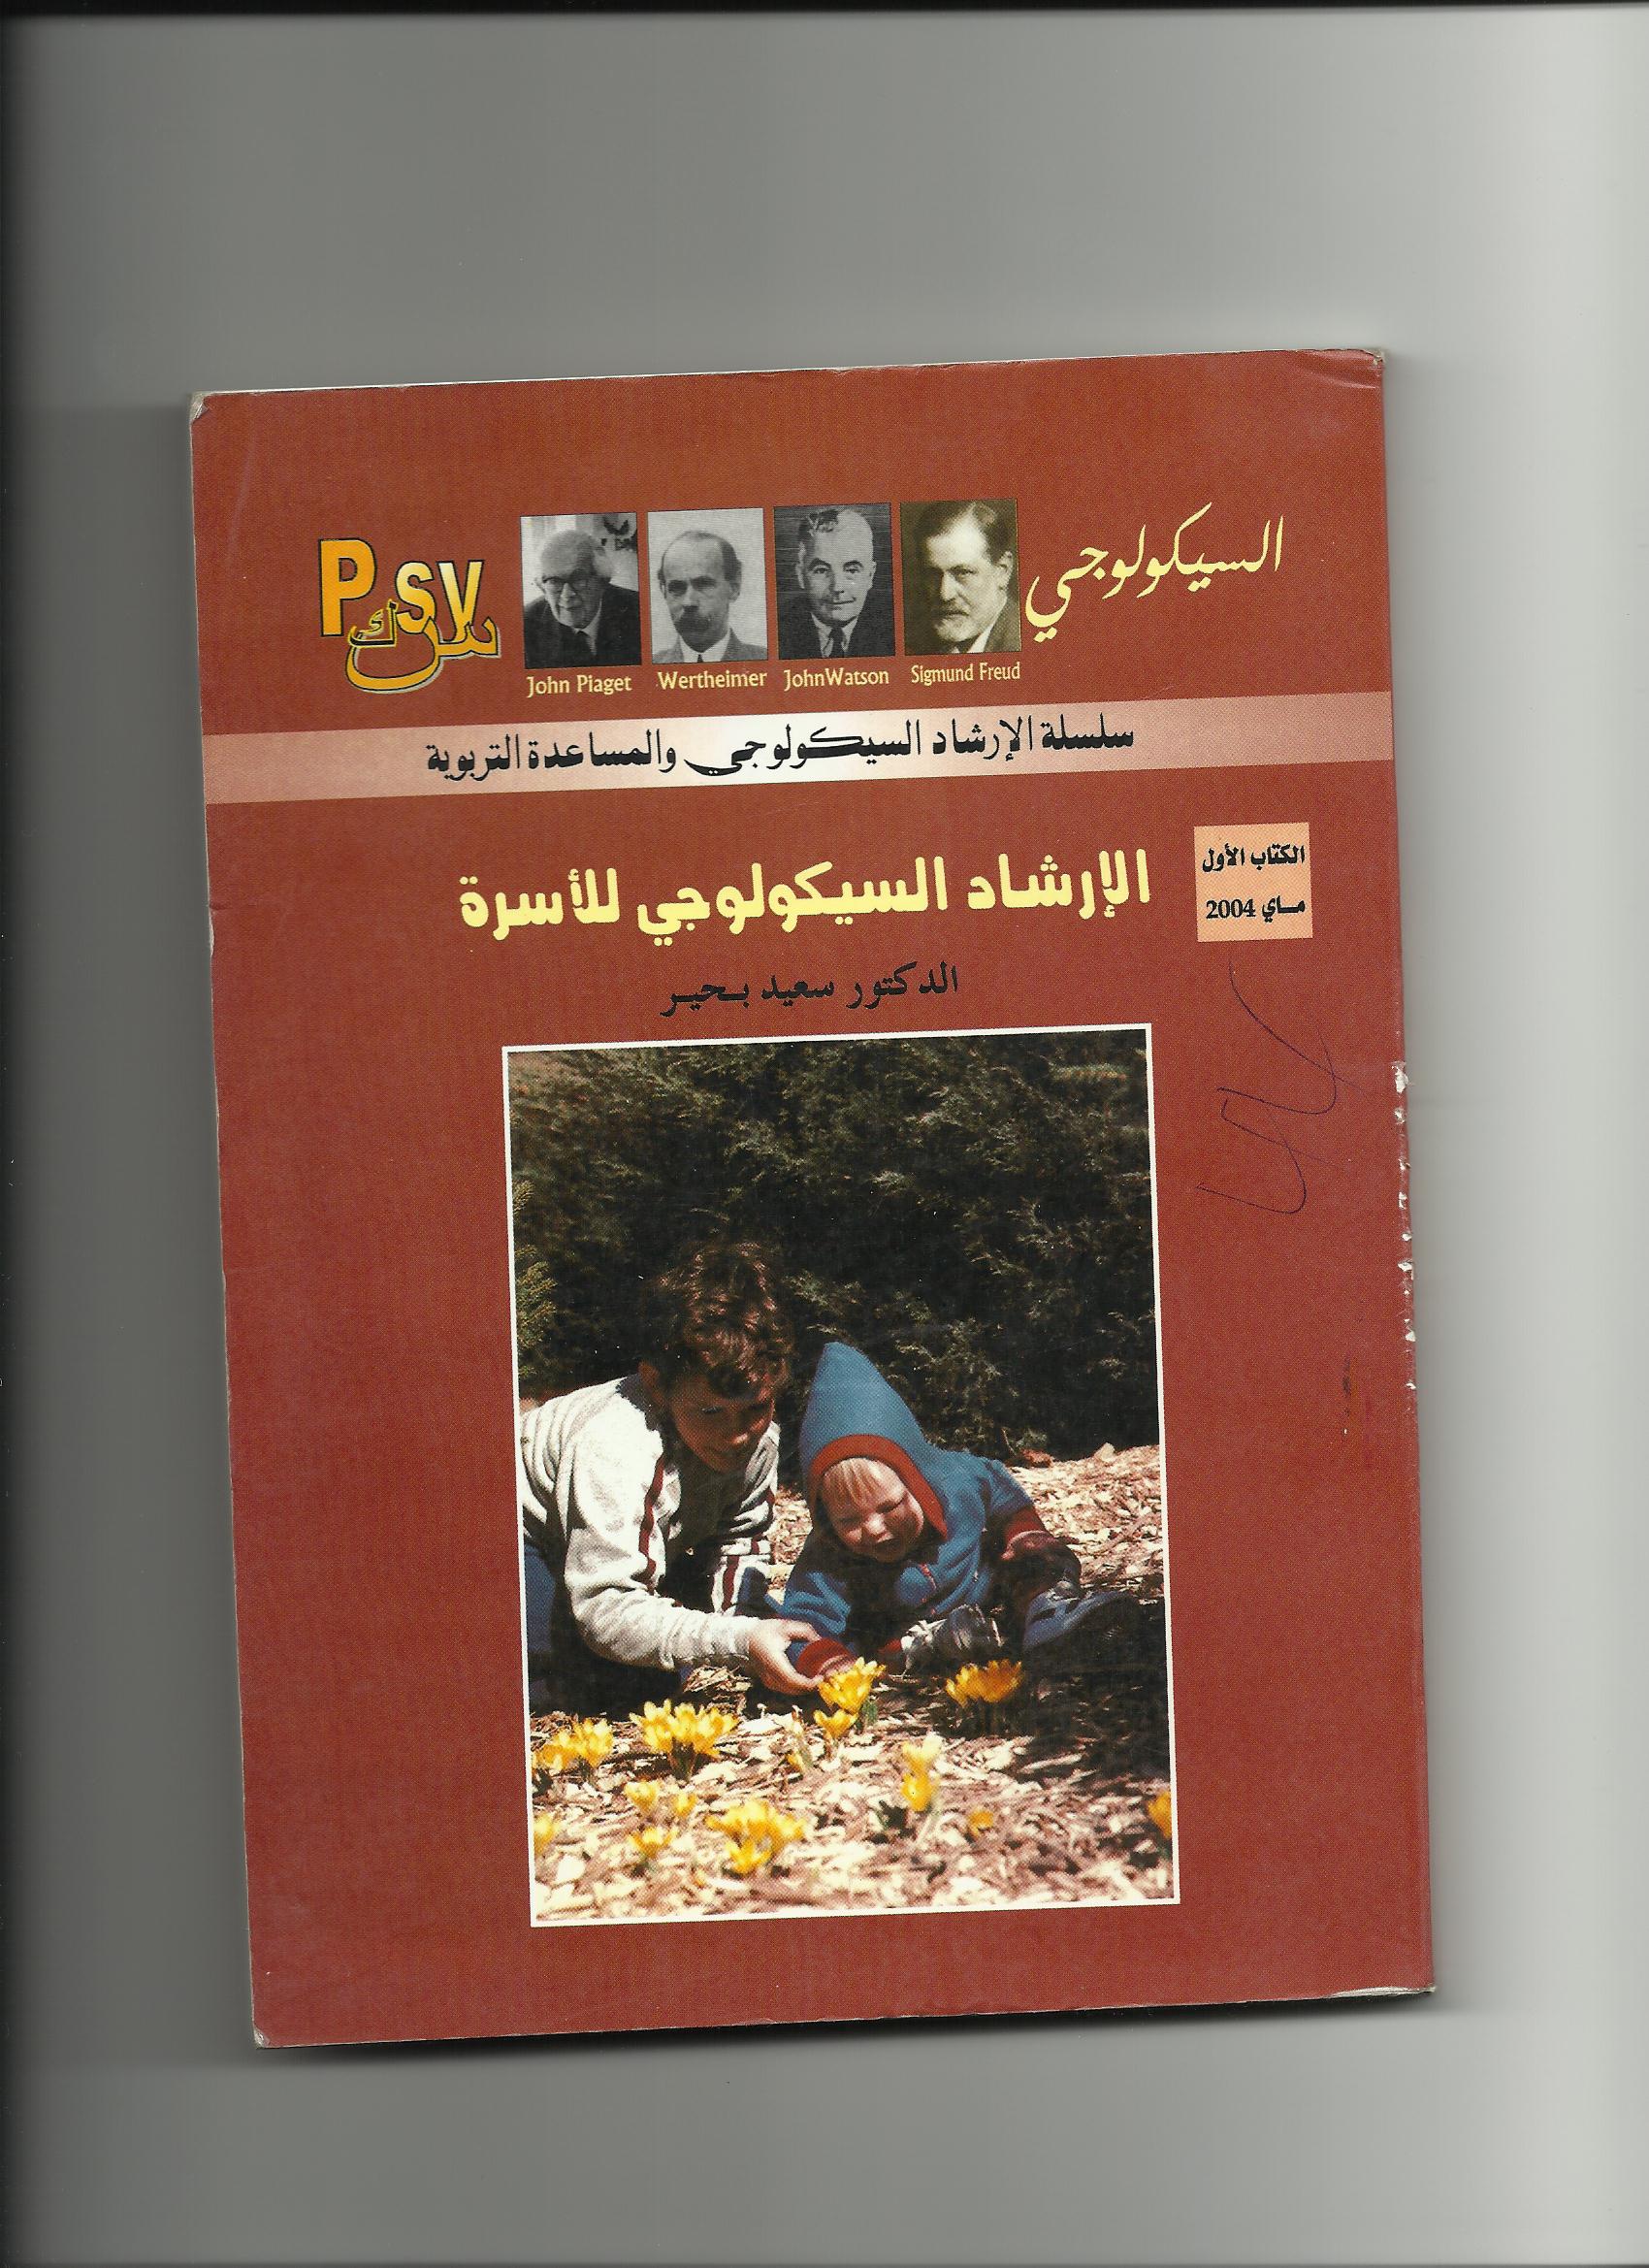 السيكولوجي
Psy
John Piaget
Wertheimer
JohnWatson
Sigmund Freud
سلسلة الإرشاد السيكولوجي والمساعدة التربوية
الكتاب الأول
ماي 2004
الإرشاد السيكولوجي للأسرة
الدكتور سعيد بحير